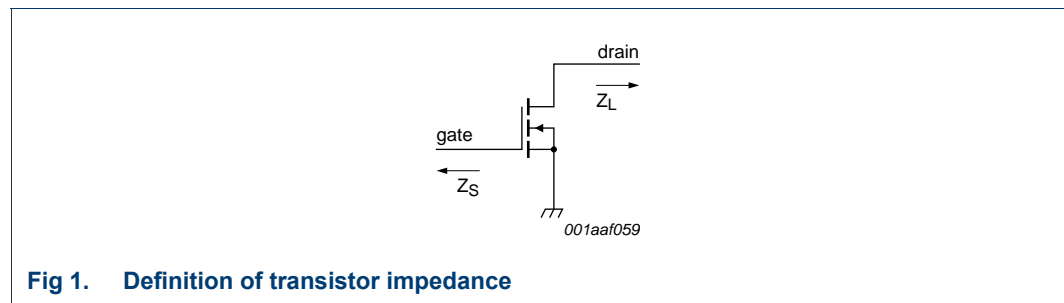 drain
ZL
gate
ZS
001aaf059
Fig 1. Definition of transistor impedance